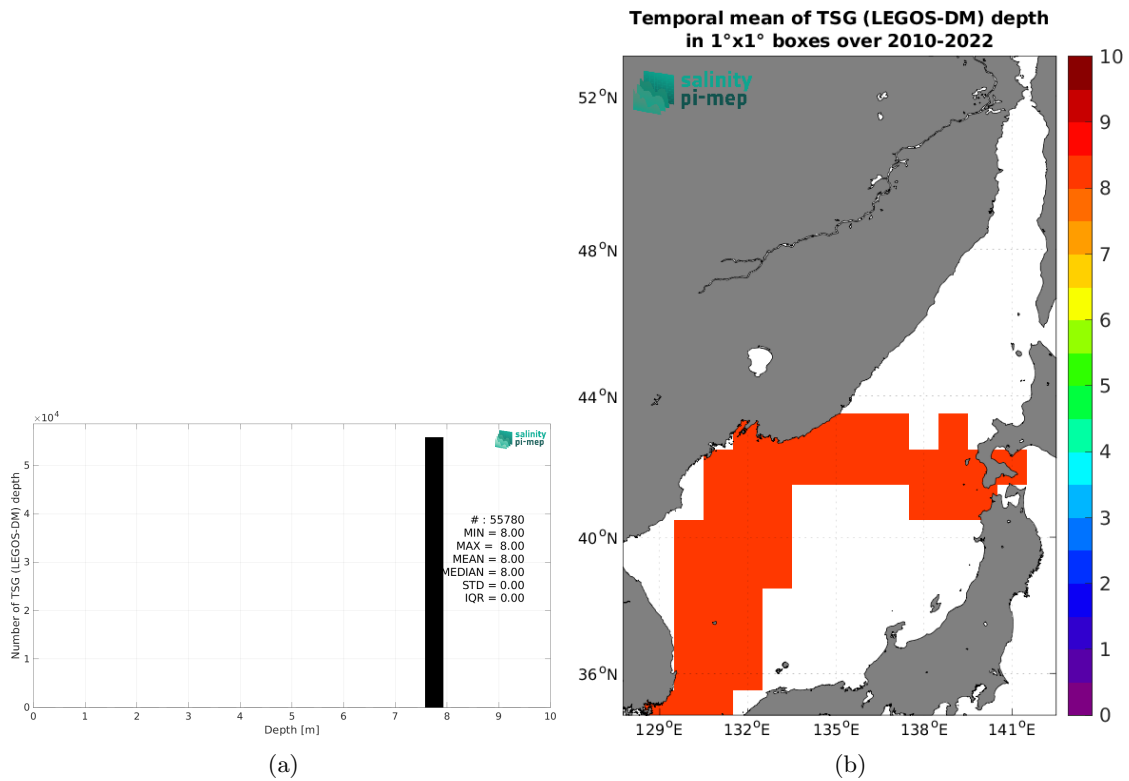 Temporal mean of TSG (LEGOS-DM) depth
in 1°x1° boxes over 2010-2022
salinity
pi-mep
52°N
48°N
44°N
40°N
36°N
129°E
132°E
135°E
138°E
141°E
10
9
8
7
6
5
4
3
2
1
0
×10⁴
salinity
pi-mep
5
4
3
2
1
0
Number of TSG (LEGOS-DM) depth
# : 55780
MIN = 8.00
MAX = 8.00
MEAN = 8.00
MEDIAN = 8.00
STD = 0.00
IQR = 0.00
0 1 2 3 4 5 6 7 8 9 10
Depth [m]
(a)
(b)